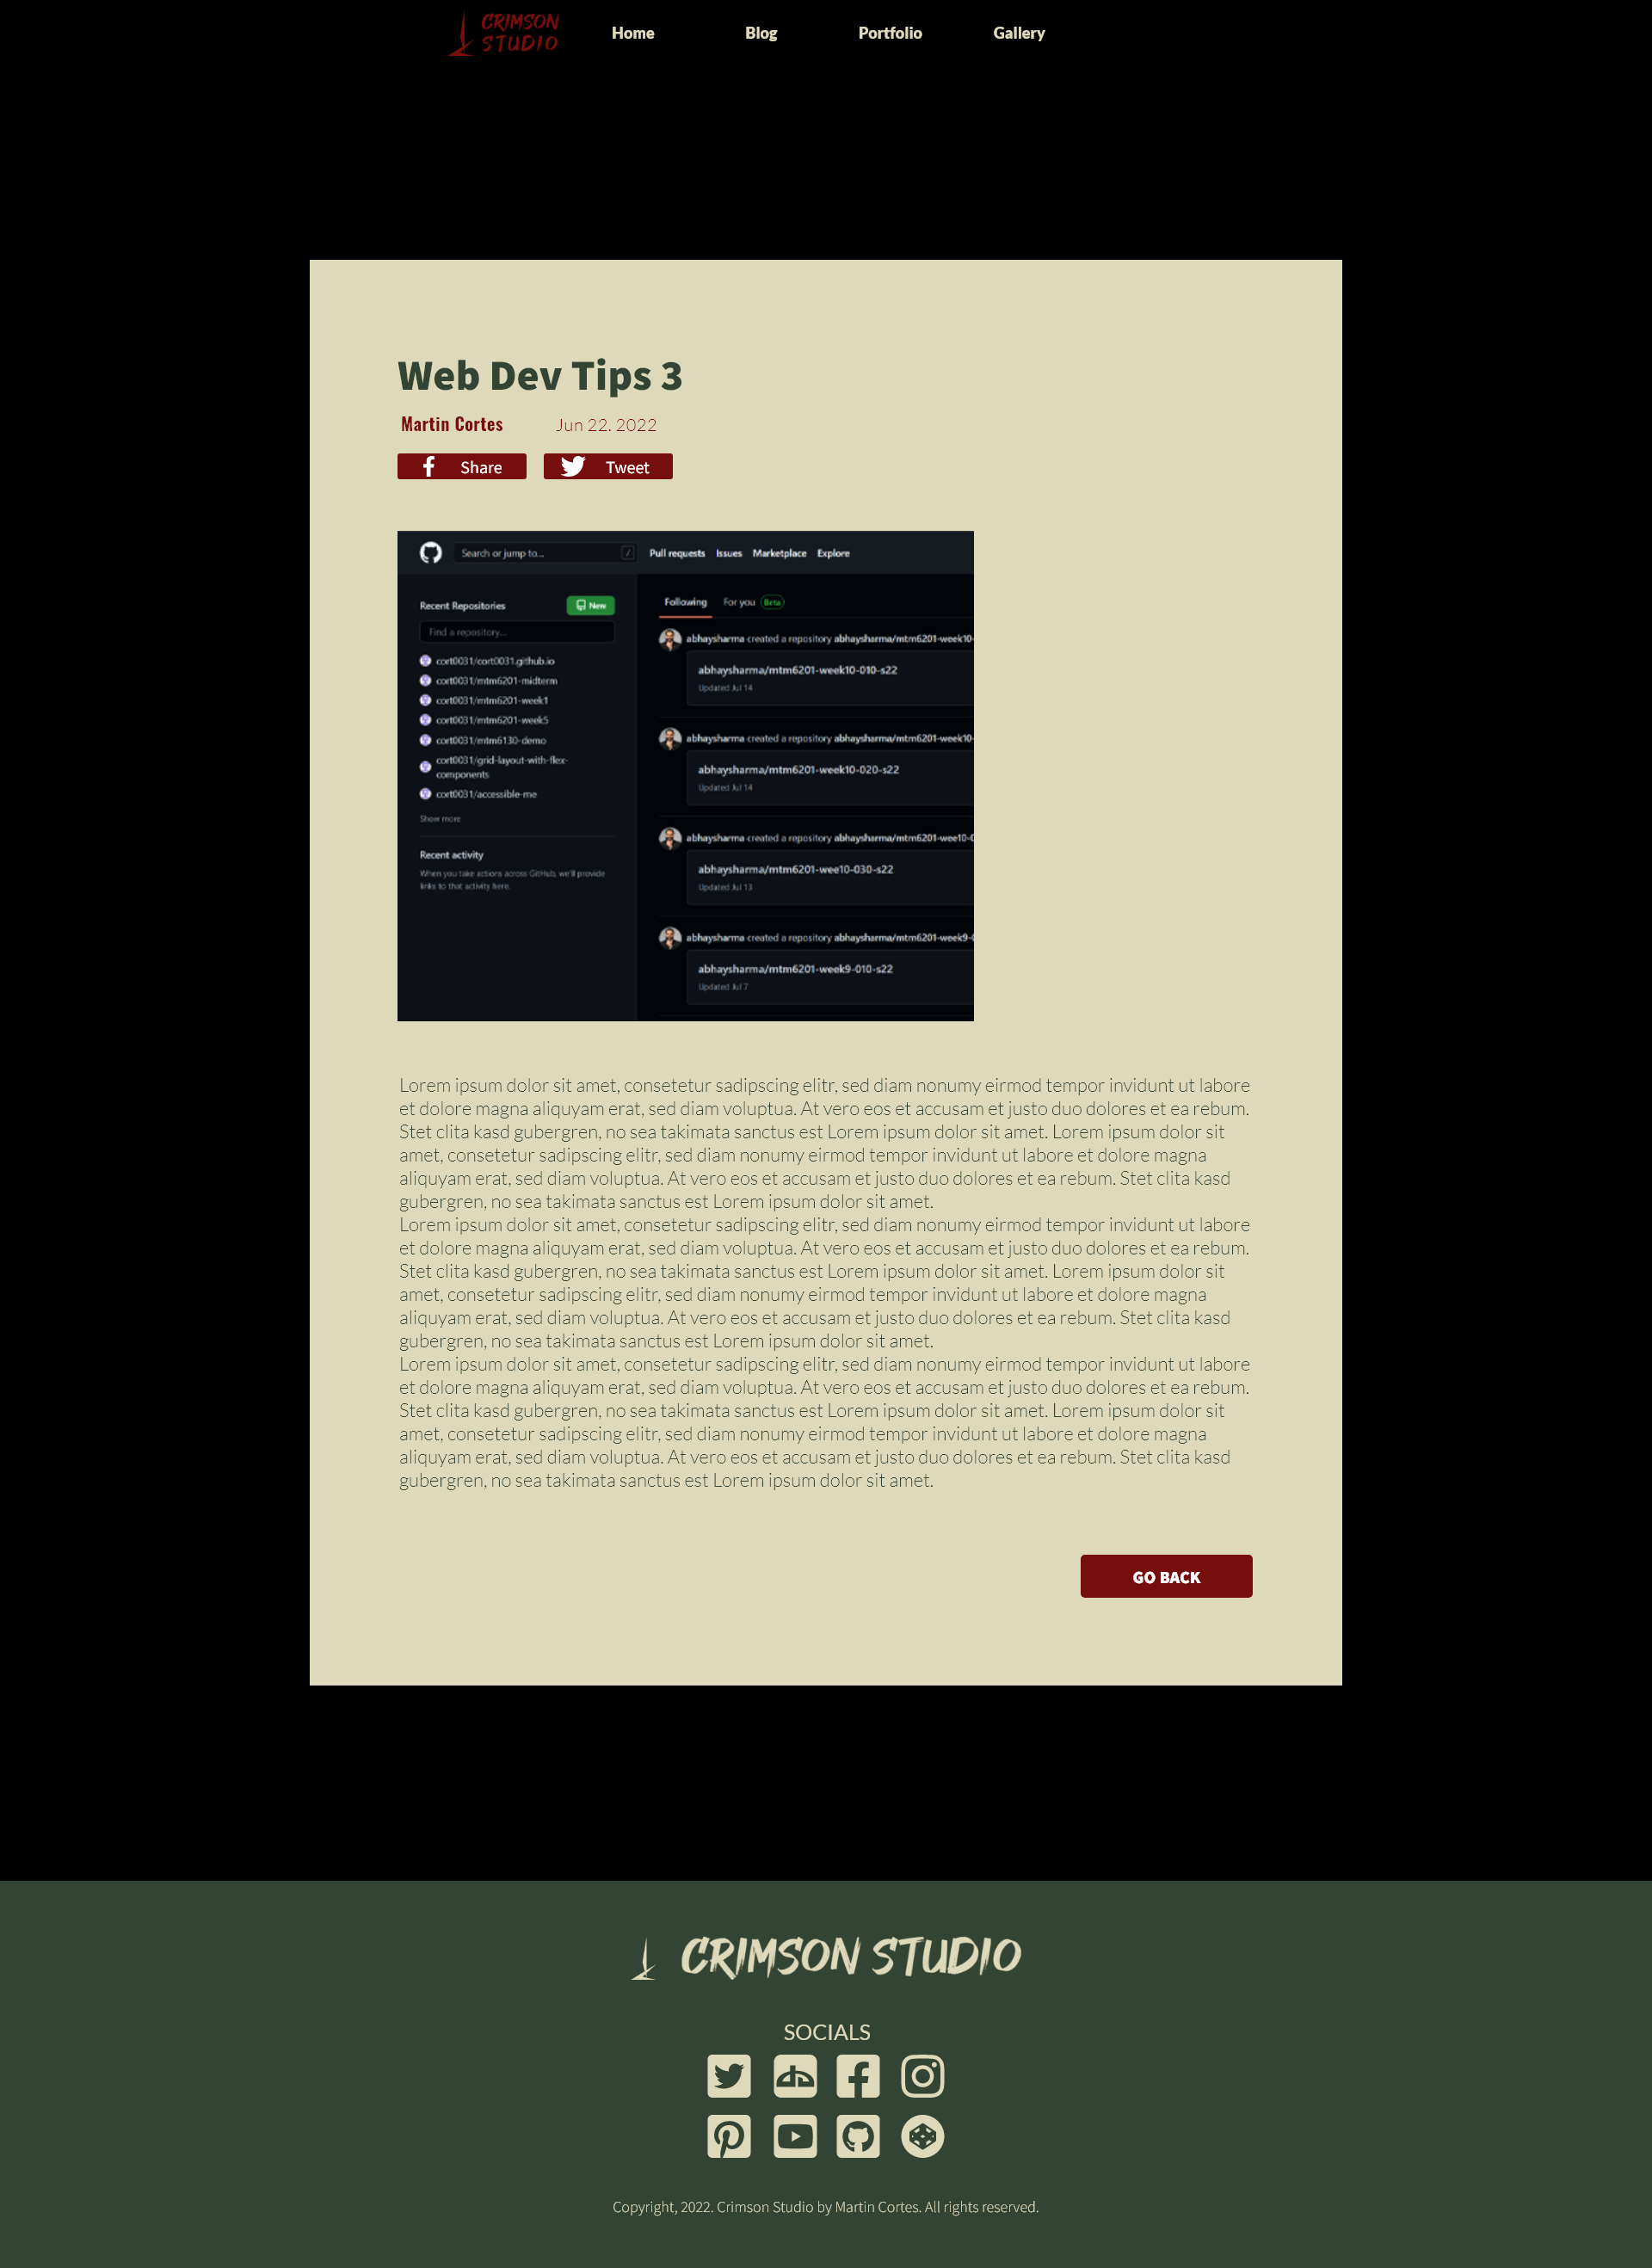 CRIMSON
STUDIO
Home Blog Portfolio Gallery
Web Dev Tips 3
Martin Cortes Jun 22. 2022
Share Tweet
Search or jump to... / Pull requests Issues Marketplace Explore
Recent Repositories New
Find a repository...
cort0031/cort0031.github.io
cort0031/mtm6201-midterm
cort0031/mtm6201-week1
cort0031/mtm6201-week5
cort0031/mtm6130-demo
cort0031/grid-layout-with-flex-
components
cort0031/accessible-me
Show more
Recent activity
When you take actions across GitHub, we'll provide
links to that activity here.
Following For you Beta
abhaysharma created a repository abhaysharma/mtm6201-week10-
abhaysharma/mtm6201-week10-010-s22
Updated Jul 14
abhaysharma created a repository abhaysharma/mtm6201-week10-
abhaysharma/mtm6201-week10-020-s22
Updated Jul 14
abhaysharma created a repository abhaysharma/mtm6201-wee10-0
abhaysharma/mtm6201-wee10-030-s22
Updated Jul 13
abhaysharma created a repository abhaysharma/mtm6201-week9-0
abhaysharma/mtm6201-week9-010-s22
Updated Jul 7
Lorem ipsum dolor sit amet, consetetur sadipscing elitr, sed diam nonumy eirmod tempor invidunt ut labore
et dolore magna aliquyam erat, sed diam voluptua. At vero eos et accusam et justo duo dolores et ea rebum.
Stet clita kasd gubergren, no sea takimata sanctus est Lorem ipsum dolor sit amet. Lorem ipsum dolor sit
amet, consetetur sadipscing elitr, sed diam nonumy eirmod tempor invidunt ut labore et dolore magna
aliquyam erat, sed diam voluptua. At vero eos et accusam et justo duo dolores et ea rebum. Stet clita kasd
gubergren, no sea takimata sanctus est Lorem ipsum dolor sit amet.
Lorem ipsum dolor sit amet, consetetur sadipscing elitr, sed diam nonumy eirmod tempor invidunt ut labore
et dolore magna aliquyam erat, sed diam voluptua. At vero eos et accusam et justo duo dolores et ea rebum.
Stet clita kasd gubergren, no sea takimata sanctus est Lorem ipsum dolor sit amet. Lorem ipsum dolor sit
amet, consetetur sadipscing elitr, sed diam nonumy eirmod tempor invidunt ut labore et dolore magna
aliquyam erat, sed diam voluptua. At vero eos et accusam et justo duo dolores et ea rebum. Stet clita kasd
gubergren, no sea takimata sanctus est Lorem ipsum dolor sit amet.
Lorem ipsum dolor sit amet, consetetur sadipscing elitr, sed diam nonumy eirmod tempor invidunt ut labore
et dolore magna aliquyam erat, sed diam voluptua. At vero eos et accusam et justo duo dolores et ea rebum.
Stet clita kasd gubergren, no sea takimata sanctus est Lorem ipsum dolor sit amet. Lorem ipsum dolor sit
amet, consetetur sadipscing elitr, sed diam nonumy eirmod tempor invidunt ut labore et dolore magna
aliquyam erat, sed diam voluptua. At vero eos et accusam et justo duo dolores et ea rebum. Stet clita kasd
gubergren, no sea takimata sanctus est Lorem ipsum dolor sit amet.
GO BACK
CRIMSON STUDIO
SOCIALS
Copyright, 2022. Crimson Studio by Martin Cortes. All rights reserved.